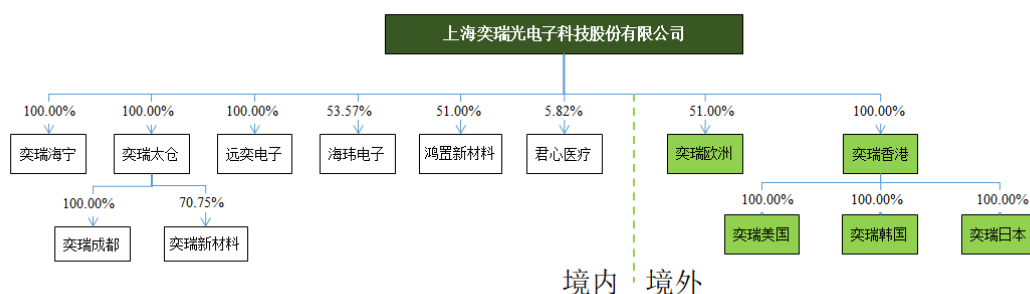 上海奕瑞光电子科技股份有限公司
100.00%
100.00%
100.00%
53.57%
51.00%
5.82%
51.00%
100.00%
奕瑞海宁
奕瑞太仓
远奕电子
海玮电子
鸿置新材料
君心医疗
奕瑞欧洲
奕瑞香港
100.00%
70.75%
100.00%
100.00%
100.00%
奕瑞成都
奕瑞新材料
奕瑞美国
奕瑞韩国
奕瑞日本
境内
境外